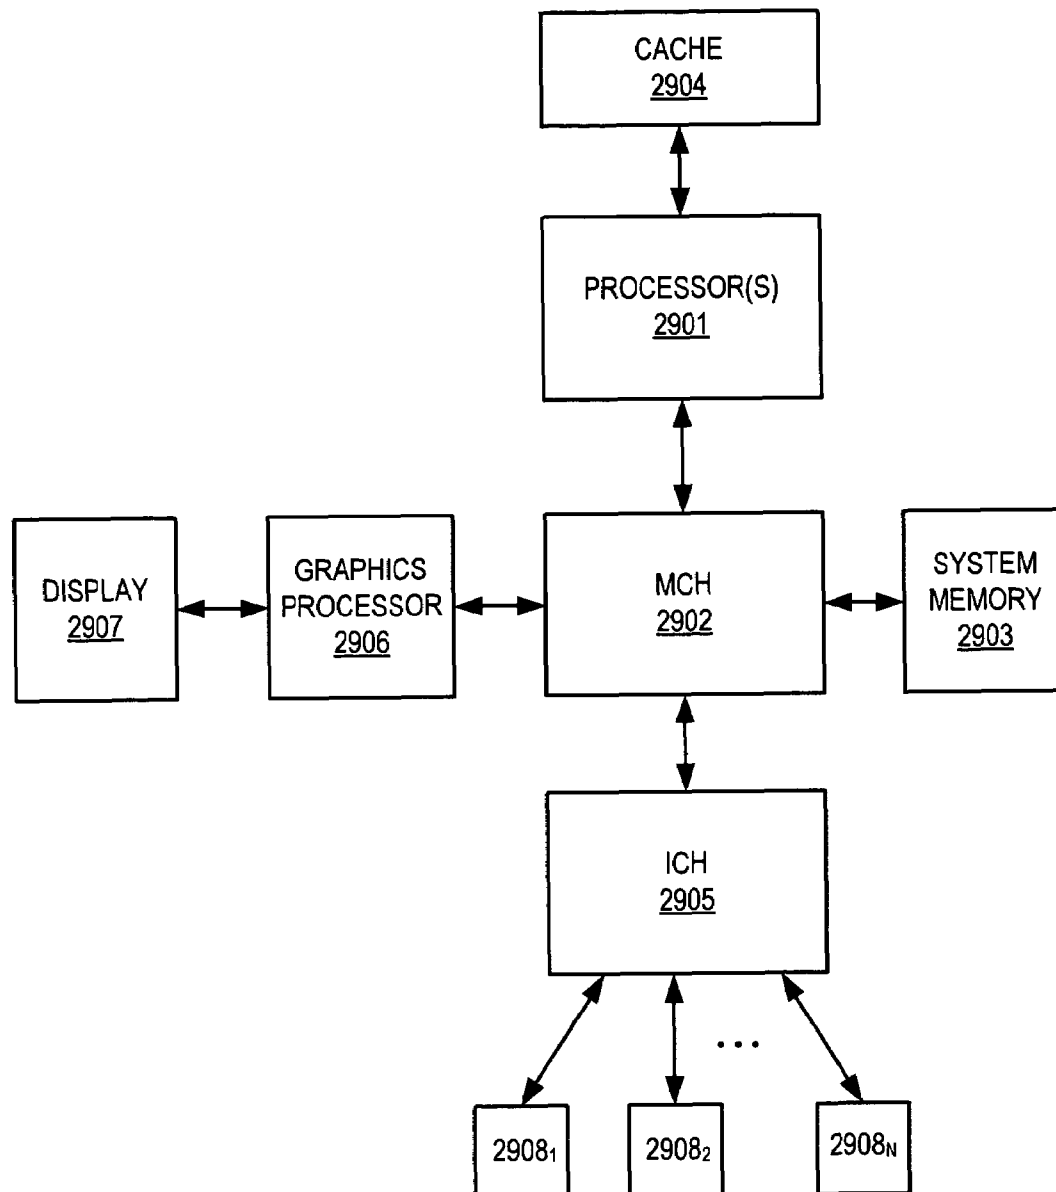 CACHE
2904
PROCESSOR(S)
2901
DISPLAY
2907
GRAPHICS
PROCESSOR
2906
MCH
2902
SYSTEM
MEMORY
2903
ICH
2905
...
2908₁
2908₂
2908N